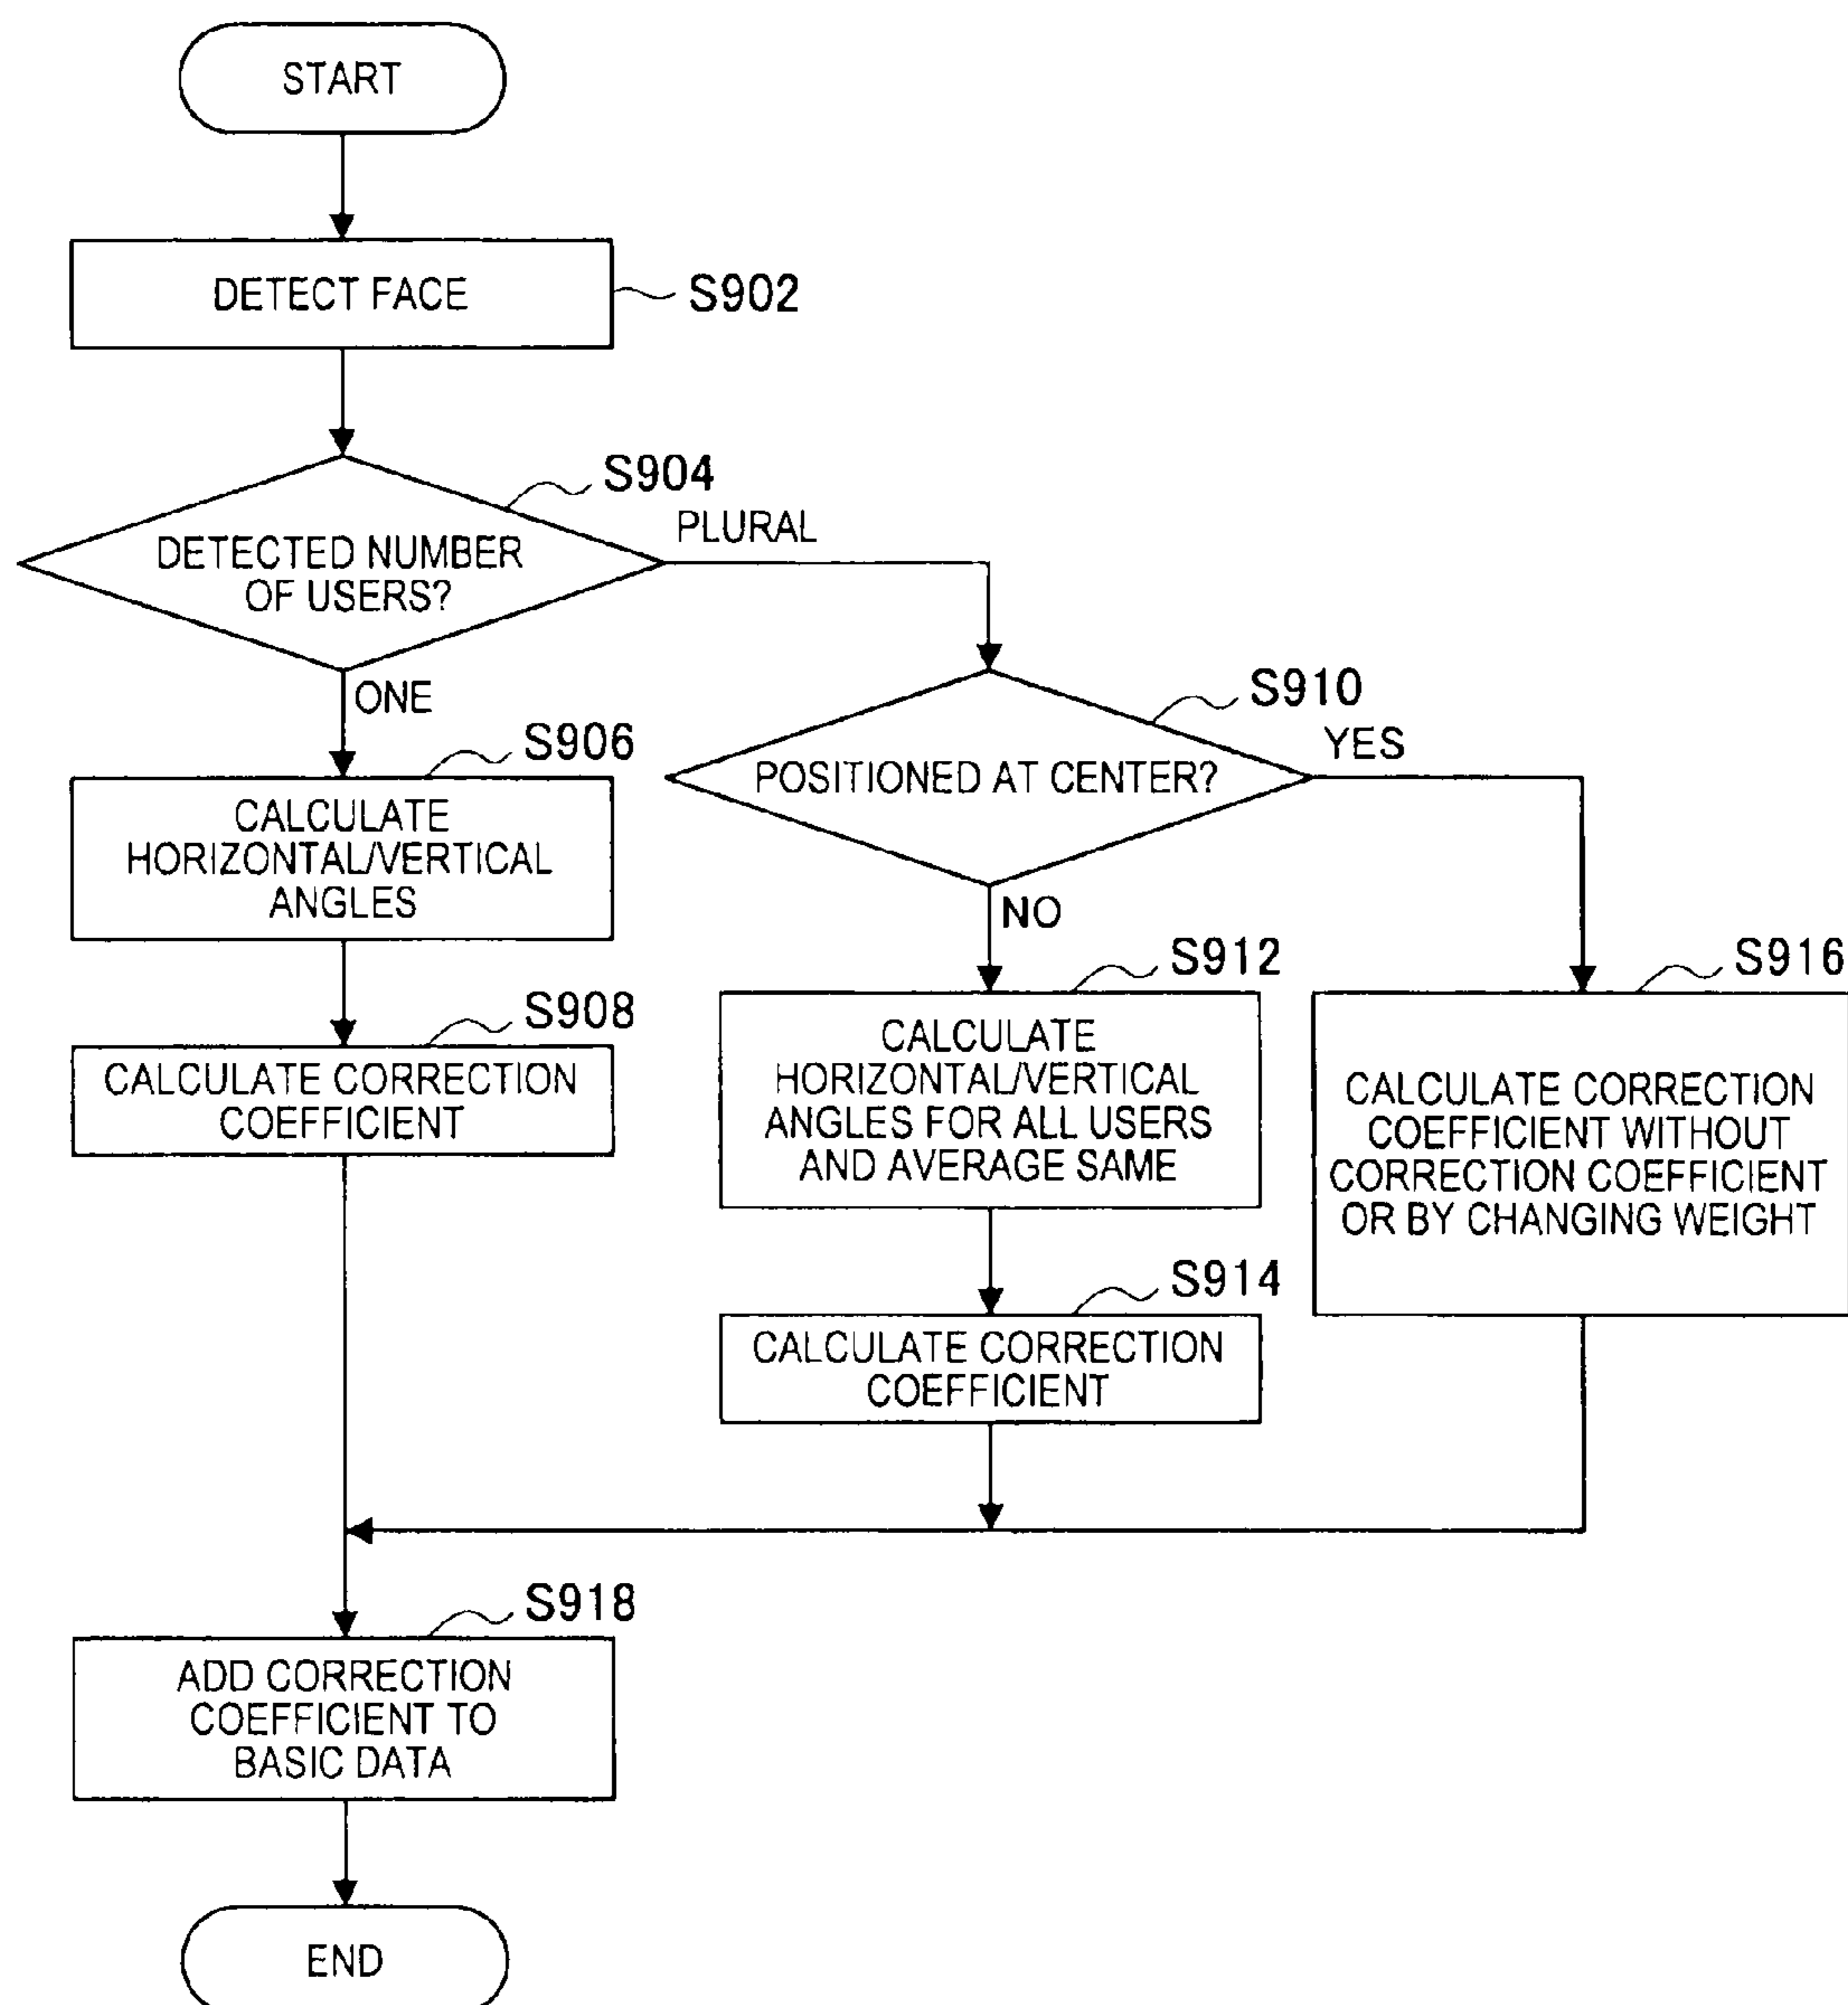 START
DETECT FACE
S902
S904
DETECTED NUMBER
OF USERS?
PLURAL
ONE
S906
CALCULATE
HORIZONTAL/VERTICAL
ANGLES
S908
CALCULATE CORRECTION
COEFFICIENT
S910
POSITIONED AT CENTER?
YES
NO
S912
CALCULATE
HORIZONTAL/VERTICAL
ANGLES FOR ALL USERS
AND AVERAGE SAME
S914
CALCULATE CORRECTION
COEFFICIENT
S916
CALCULATE CORRECTION
COEFFICIENT WITHOUT
CORRECTION COEFFICIENT
OR BY CHANGING WEIGHT
S918
ADD CORRECTION
COEFFICIENT TO
BASIC DATA
END